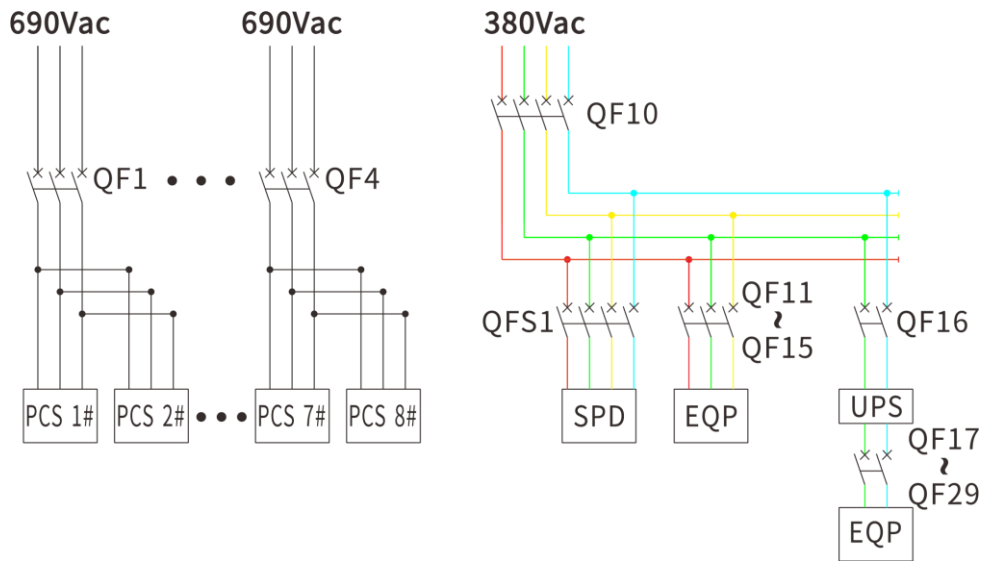 690Vac
690Vac
380Vac
QF10
QF1 • • • QF4
QFS1
QF11
~
QF15
QF16
PCS 1#
PCS 2# • • • PCS 7#
PCS 8#
SPD
EQP
UPS
QF17
~
QF29
EQP